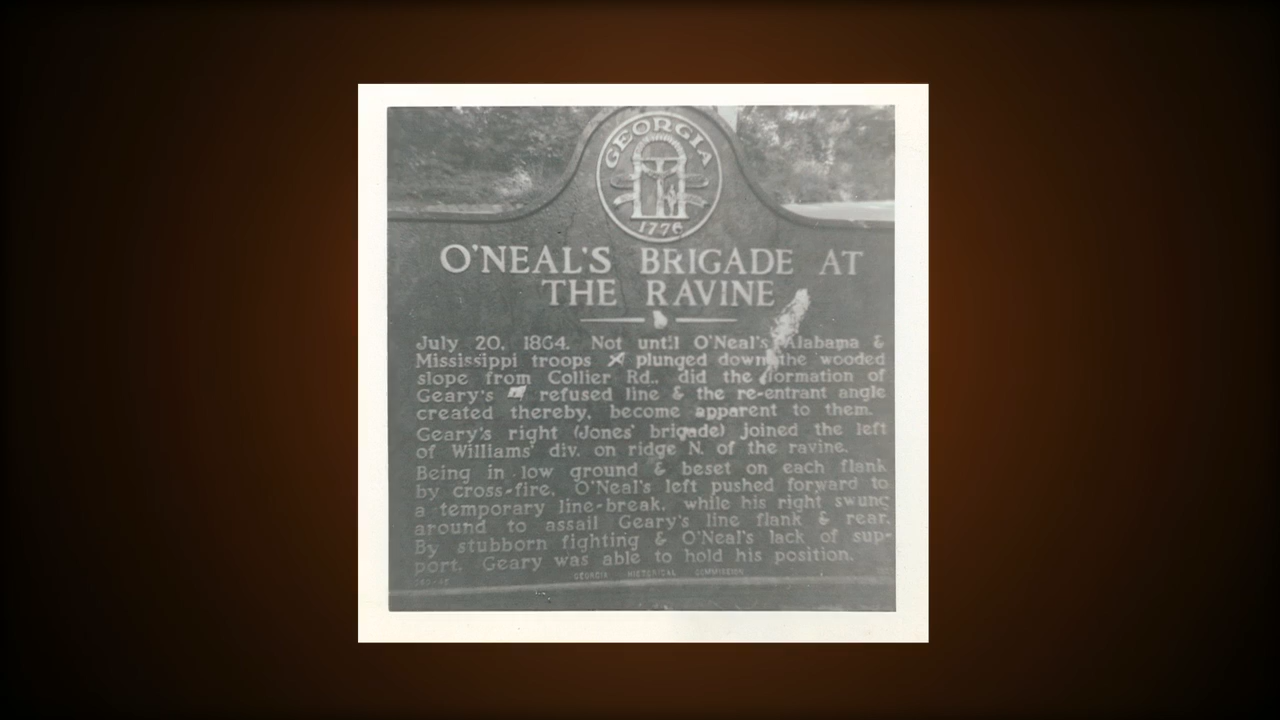 GEORGIA
1776
O'NEAL'S BRIGADE AT
THE RAVINE
July 20, 1864. Not until O'Neal's Alabama &
Mississippi troops plunged down the wooded
slope from Collier Rd., did the formation of
Geary's refused line & the re-entrant angle
created thereby, become apparent to them.
Geary's right (Jones' brigade) joined the left
of Williams' div. on ridge N. of the ravine.
Being in low ground & beset on each flank
by cross-fire, O'Neal's left pushed forward to
a temporary line-break, while his right swung
around to assail Geary's line flank & rear.
By stubborn fighting & O'Neal's lack of sup-
port, Geary was able to hold his position.
GEORGIA HISTORICAL COMMISSION